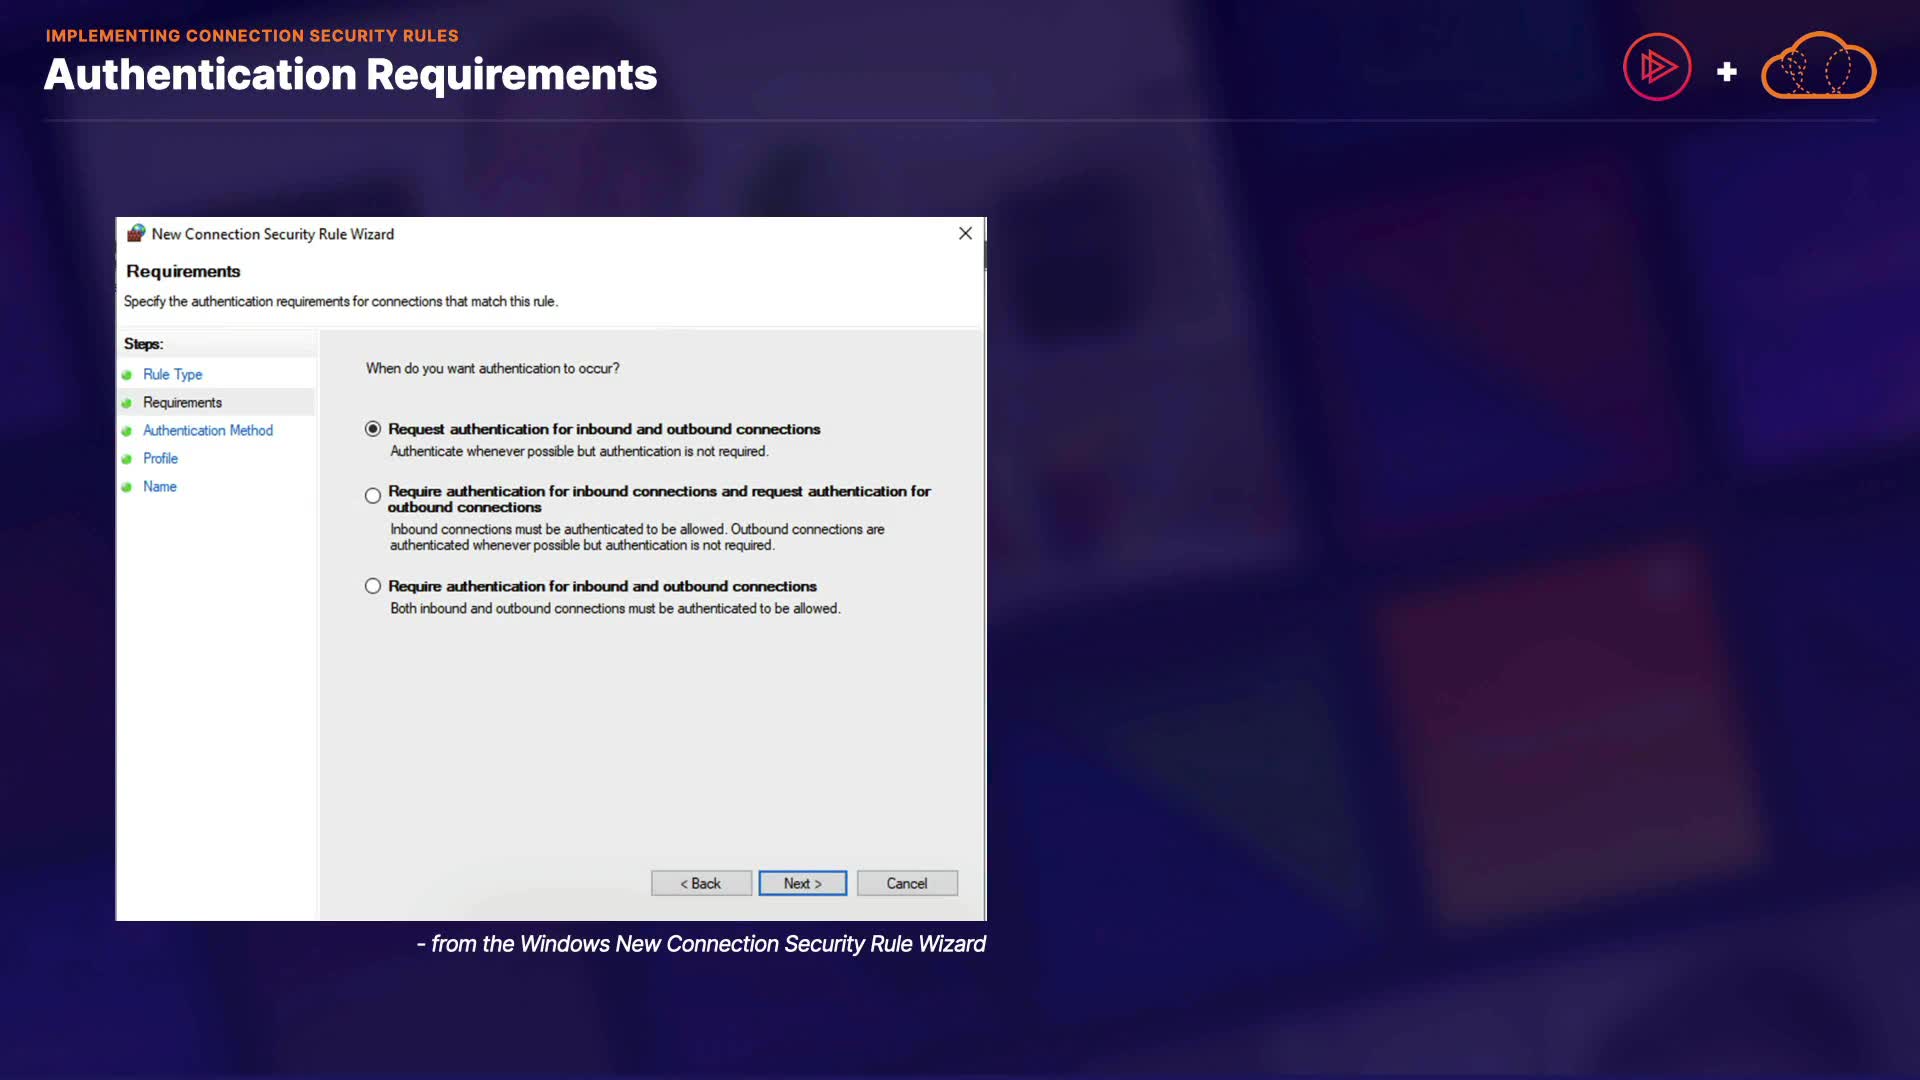 IMPLEMENTING CONNECTION SECURITY RULES
Authentication Requirements
+
New Connection Security Rule Wizard
Requirements
Specify the authentication requirements for connections that match this rule.
Steps:
Rule Type
Requirements
Authentication Method
Profile
Name
When do you want authentication to occur?
Request authentication for inbound and outbound connections
Authenticate whenever possible but authentication is not required.
Require authentication for inbound connections and request authentication for
outbound connections
Inbound connections must be authenticated to be allowed. Outbound connections are
authenticated whenever possible but authentication is not required.
Require authentication for inbound and outbound connections
Both inbound and outbound connections must be authenticated to be allowed.
< Back
Next >
Cancel
- from the Windows New Connection Security Rule Wizard